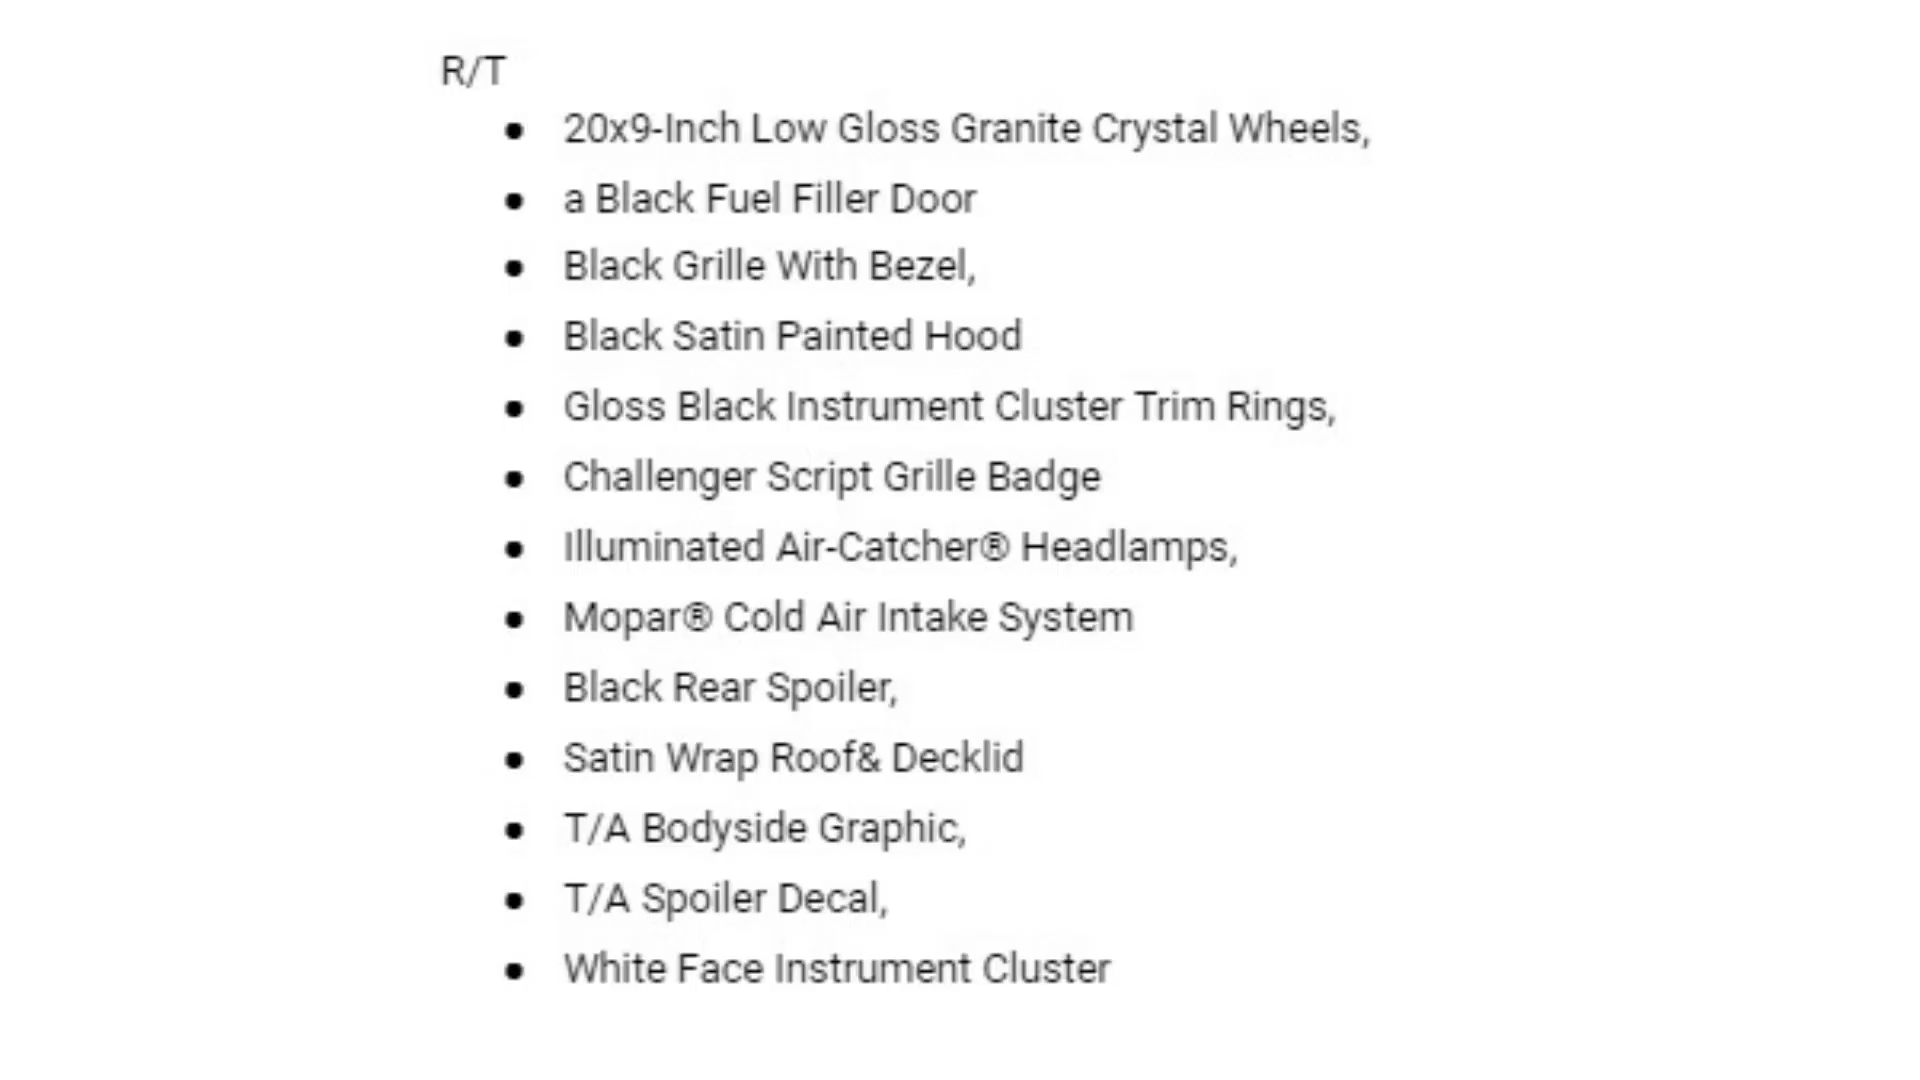 R/T
• 20x9-Inch Low Gloss Granite Crystal Wheels,
• a Black Fuel Filler Door
• Black Grille With Bezel,
• Black Satin Painted Hood
• Gloss Black Instrument Cluster Trim Rings,
• Challenger Script Grille Badge
• Illuminated Air-Catcher® Headlamps,
• Mopar® Cold Air Intake System
• Black Rear Spoiler,
• Satin Wrap Roof& Decklid
• T/A Bodyside Graphic,
• T/A Spoiler Decal,
• White Face Instrument Cluster